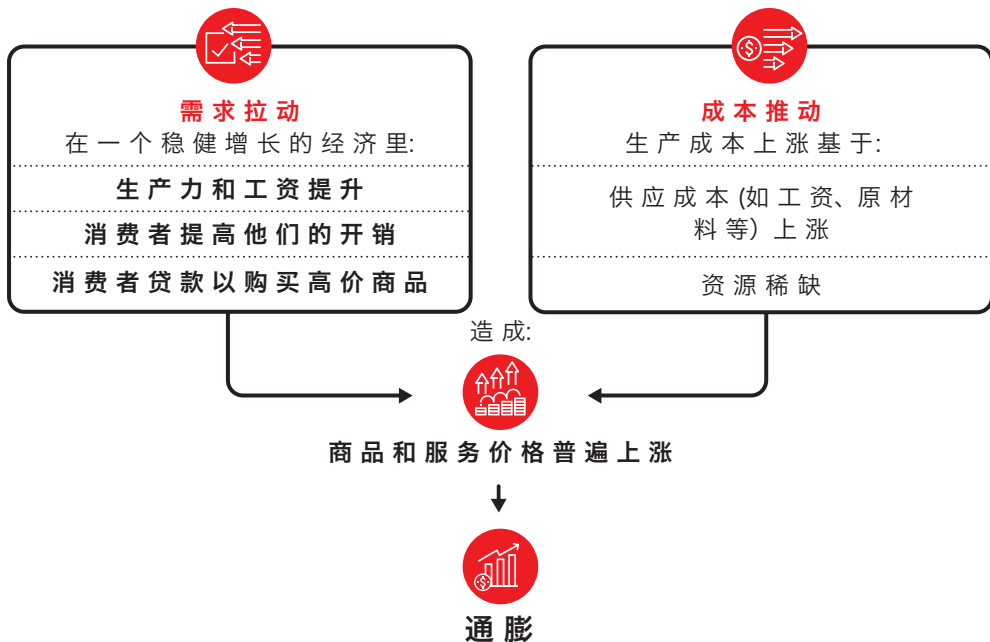 需求拉动
在一个稳健增长的经济里:
生产力和工资提升
消费者提高他们的开销
消费者贷款以购买高价商品
成本推动
生产成本上涨基于:
供应成本 (如工资、原材
料等）上涨
资源稀缺
造成:
商品和服务价格普遍上涨
通膨